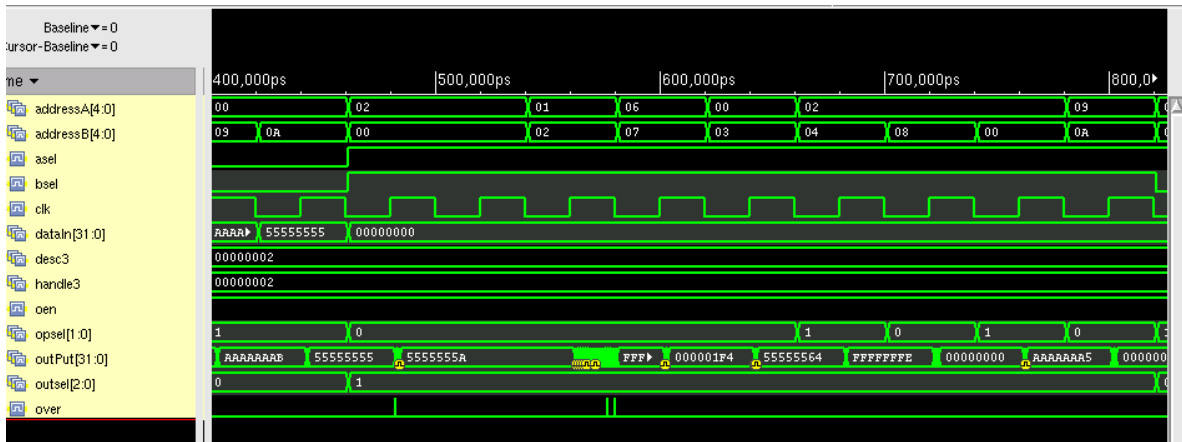 Baseline▼=0
Cursor-Baseline▼=0
me▼
400,000ps 500,000ps 600,000ps 700,000ps 800,0
addressA[4:0] 00 02 01 06 00 02 09
addressB[4:0] 09 0A 00 02 07 03 04 08 00 0A
asel
bsel
clk
dataIn[31:0] AAAA 55555555 00000000
desc3 00000002
handle3 00000002
oen
opsel[1:0] 1 0 1 0 1 0
outPut[31:0] AAAAAAAB 55555555 5555555A FFF 000001F4 55555564 FFFFFFFE 00000000 AAAAAAA5 000000
outsel[2:0] 0 1
over